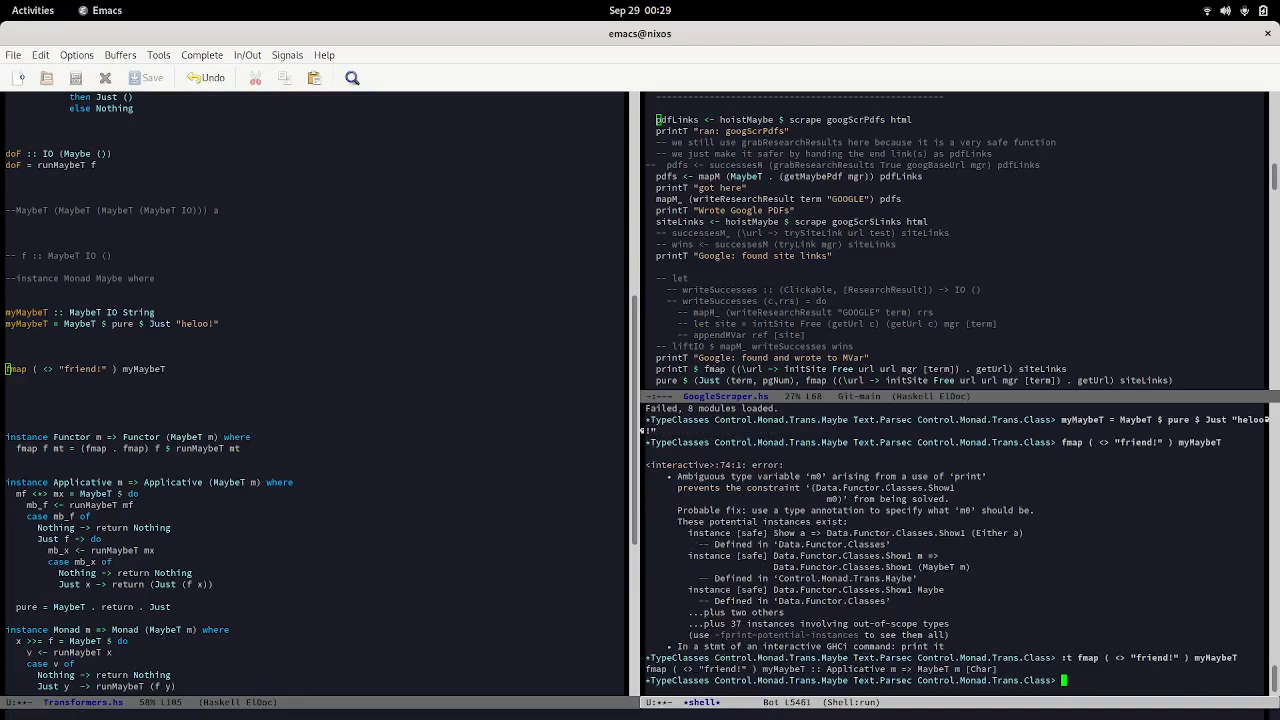 Activities
Emacs
Sep 29 00:29
emacs@nixos
File Edit Options Buffers Tools Complete In/Out Signals Help
Save
Undo
then Just ()
else Nothing
doF :: IO (Maybe ())
doF = runMaybeT f
--MaybeT (MaybeT (MaybeT (MaybeT IO))) a
-- f :: MaybeT IO ()
--instance Monad Maybe where
myMaybeT :: MaybeT IO String
myMaybeT = MaybeT $ pure $ Just "heloo!"
fmap ( <> "friend!" ) myMaybeT
instance Functor m => Functor (MaybeT m) where
fmap f mt = (fmap . fmap) f $ runMaybeT mt
instance Applicative m => Applicative (MaybeT m) where
mf <*> mx = MaybeT $ do
mb_f <- runMaybeT mf
case mb_f of
Nothing -> return Nothing
Just f -> do
mb_x <- runMaybeT mx
case mb_x of
Nothing -> return Nothing
Just x -> return (Just (f x))
pure = MaybeT . return . Just
instance Monad m => Monad (MaybeT m) where
x >>= f = MaybeT $ do
v <- runMaybeT x
case v of
Nothing -> return Nothing
Just y -> runMaybeT (f y)
U:**- Transformers.hs 58% L105 (Haskell ElDoc)
------------------------------------------------------
pdfLinks <- hoistMaybe $ scrape googScrPdfs html
printT "ran: googScrPdfs"
-- we still use grabResearchResults here because it is a very safe function
-- we just make it safer by handing the end link(s) as pdfLinks
-- pdfs <- successesM (grabResearchResults True googBaseUrl mgr) pdfLinks
pdfs <- mapM (MaybeT . (getMaybePdf mgr)) pdfLinks
printT "got here"
mapM_ (writeResearchResult term "GOOGLE") pdfs
printT "Wrote Google PDFs"
siteLinks <- hoistMaybe $ scrape googScrSLinks html
-- successesM_ (\url -> trySiteLink url test) siteLinks
-- wins <- successesM (tryLink mgr) siteLinks
printT "Google: found site links"
-- let
-- writeSuccesses :: (Clickable, [ResearchResult]) -> IO ()
-- writeSuccesses (c,rrs) = do
-- mapM_ (writeResearchResult "GOOGLE" term) rrs
-- let site = initSite Free (getUrl c) (getUrl c) mgr [term]
-- appendMVar ref [site]
-- liftIO $ mapM_ writeSuccesses wins
printT "Google: found and wrote to MVar"
printT $ fmap ((\url -> initSite Free url url mgr [term]) . getUrl) siteLinks
pure $ (Just (term, pgNum), fmap ((\url -> initSite Free url url mgr [term]) . getUrl) siteLinks)
-:--- GoogleScraper.hs 27% L68 Git-main (Haskell ElDoc)
Failed, 8 modules loaded.
*TypeClasses Control.Monad.Trans.Maybe Text.Parsec Control.Monad.Trans.Class> myMaybeT = MaybeT $ pure $ Just "heloo
!"
*TypeClasses Control.Monad.Trans.Maybe Text.Parsec Control.Monad.Trans.Class> fmap ( <> "friend!" ) myMaybeT
<interactive>:74:1: error:
• Ambiguous type variable ‘m0’ arising from a use of ‘print’
prevents the constraint ‘(Data.Functor.Classes.Show1
m0)’ from being solved.
Probable fix: use a type annotation to specify what ‘m0’ should be.
These potential instances exist:
instance [safe] Show a => Data.Functor.Classes.Show1 (Either a)
-- Defined in ‘Data.Functor.Classes’
instance [safe] Data.Functor.Classes.Show1 m =>
Data.Functor.Classes.Show1 (MaybeT m)
-- Defined in ‘Control.Monad.Trans.Maybe’
instance [safe] Data.Functor.Classes.Show1 Maybe
-- Defined in ‘Data.Functor.Classes’
...plus two others
...plus 37 instances involving out-of-scope types
(use -fprint-potential-instances to see them all)
• In a stmt of an interactive GHCi command: print it
*TypeClasses Control.Monad.Trans.Maybe Text.Parsec Control.Monad.Trans.Class> :t fmap ( <> "friend!" ) myMaybeT
fmap ( <> "friend!" ) myMaybeT :: Applicative m => MaybeT m [Char]
*TypeClasses Control.Monad.Trans.Maybe Text.Parsec Control.Monad.Trans.Class>
U:**- *shell* Bot L5461 (Shell:run)